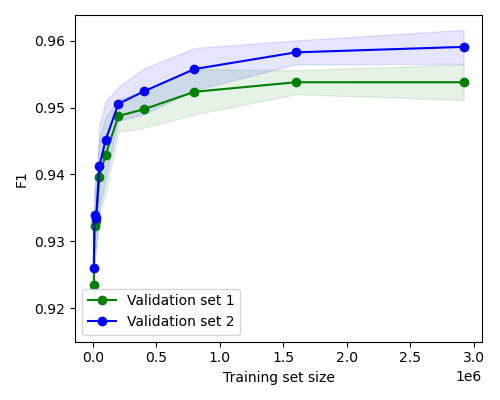 0.96
0.95
0.94
0.93
0.92
F1
Validation set 1
Validation set 2
0.0 0.5 1.0 1.5 2.0 2.5 3.0
1e6
Training set size